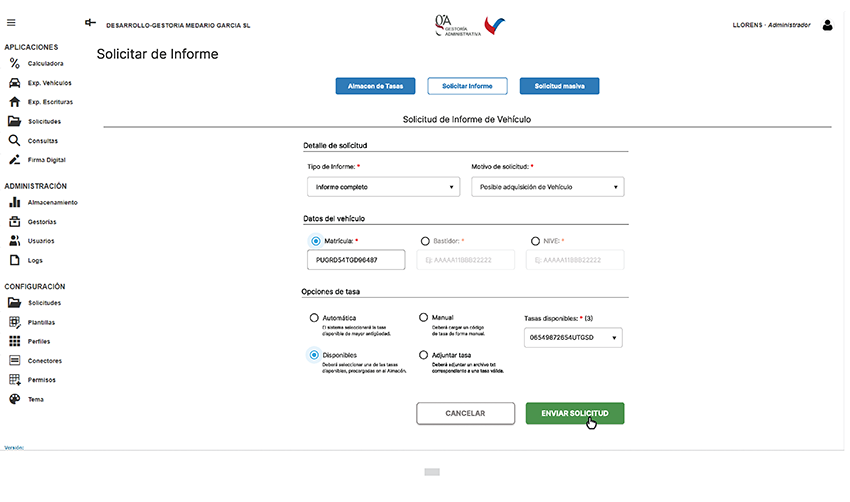 DESARROLLO-GESTORIA MEDARIO GARCIA SL
gA
GESTORÍA
ADMINISTRATIVA
LLORENS - Administrador
APLICACIONES
Calculadora
Exp. Vehículos
Exp. Escrituras
Solicitudes
Consultas
Firma Digital
ADMINISTRACIÓN
Almacenamiento
Gestorías
Usuarios
Logs
CONFIGURACIÓN
Solicitudes
Plantillas
Perfiles
Conectores
Permisos
Tema
Versión:
Solicitar de Informe
Almacen de Tasas
Solicitar Informe
Solicitud masiva
Solicitud de Informe de Vehículo
Detalle de solicitud
Tipo de Informe: *
Motivo de solicitud: *
Informe completo
Posible adquisición de Vehículo
Datos del vehículo
Matrícula: *
Bastidor: *
NIVE: *
PUGRD54TGD96487
Ej: AAAAA11BBB22222
Ej: AAAAA11BBB22222
Opciones de tasa
Automática
El sistema seleccionará la tasa
disponible de mayor antigüedad.
Manual
Deberá cargar un código
de tasa de forma manual.
Tasas disponibles: * (3)
06549872654UTGSD
Disponibles
Deberá seleccionar una de las tasas
disponibles, precargadas en el Almacén.
Adjuntar tasa
Deberá adjuntar un archivo txt
correspondiente a una tasa válida.
CANCELAR
ENVIAR SOLICITUD